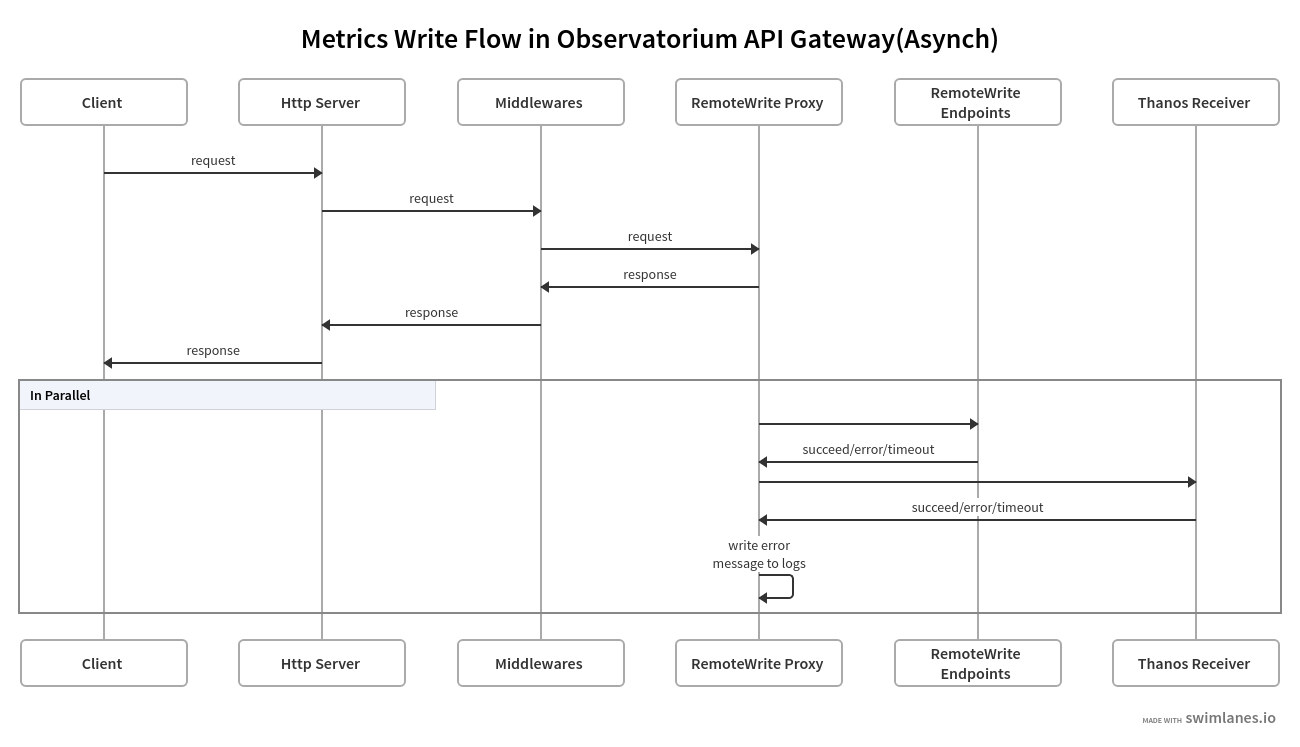 Metrics Write Flow in Observatorium API Gateway(Asynch)
Client
Http Server
Middlewares
RemoteWrite Proxy
RemoteWrite
Endpoints
Thanos Receiver
request
request
request
response
response
response
In Parallel
succeed/error/timeout
succeed/error/timeout
write error
message to logs
Client
Http Server
Middlewares
RemoteWrite Proxy
RemoteWrite
Endpoints
Thanos Receiver
MADE WITH swimlanes.io